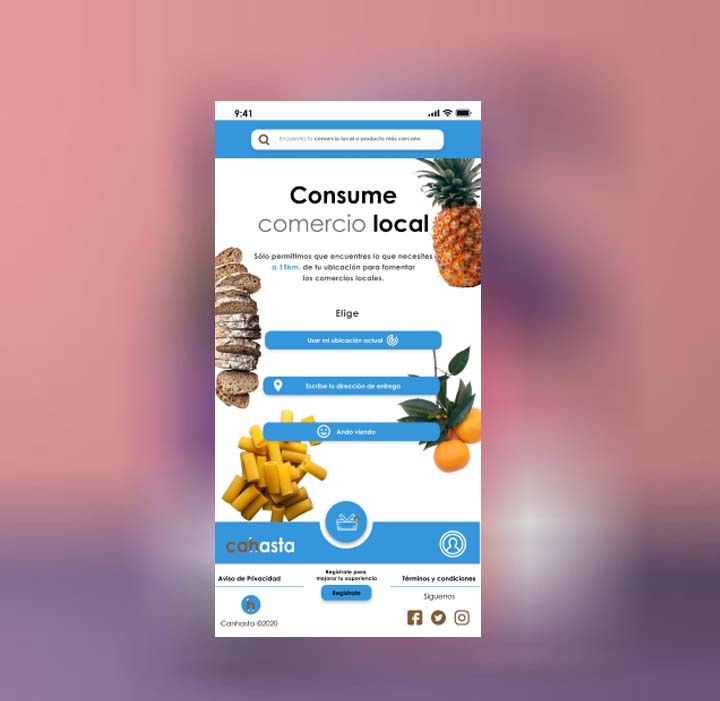 9:41
Encuentra tu comercio local o producto más cercano
Consume
comercio local
Sólo permitimos que encuentres lo que necesites
a 15km. de tu ubicación para fomentar
los comercios locales.
Elige
Usar mi ubicación actual
Escribe tu dirección de entrega
Ando viendo
canasta
Aviso de Privacidad
Regístrate para
mejorar tu experiencia
Regístrate
Términos y condiciones
Síguenos
Canhasta ©2020